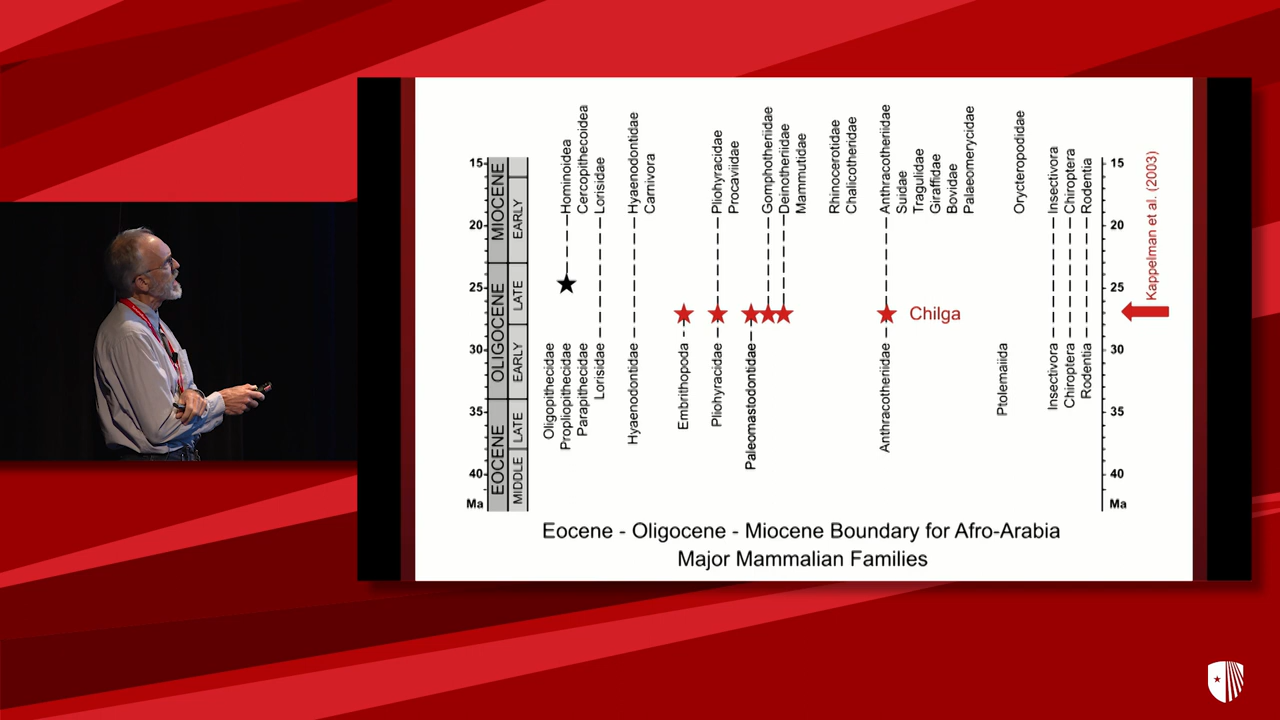 Hominoidea
Cercopithecoidea
Lorisidae
Hyaenodontidae
Carnivora
Pliohyracidae
Procaviidae
Gomphotheriidae
Deinotheriidae
Mammutidae
Rhinocerotidae
Chalicotheridae
Anthracotheriidae
Suidae
Tragulidae
Giraffidae
Bovidae
Palaeomerycidae
Orycteropodidae
Insectivora
Chiroptera
Rodentia
15
20
25
30
35
40
Ma
MIOCENE
EARLY
OLIGOCENE
LATE
EARLY
EOCENE
LATE
MIDDLE
Chilga
Oligopithecidae
Propliopithecidae
Parapithecidae
Lorisidae
Hyaenodontidae
Embrithopoda
Pliohyracidae
Paleomastodontidae
Anthracotheriidae
Ptolemaiida
Insectivora
Chiroptera
Rodentia
15
20
25
30
35
40
Ma
Kappelman et al. (2003)
Eocene - Oligocene - Miocene Boundary for Afro-Arabia
Major Mammalian Families